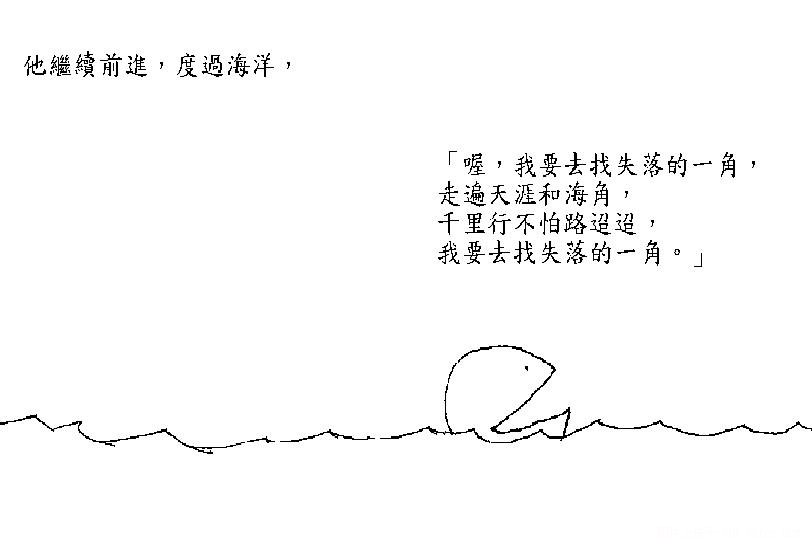 他繼續前進，度過海洋，
「喔，我要去找失落的一角，
走遍天涯和海角，
千里行不怕路迢迢，
我要去找失落的一角。」